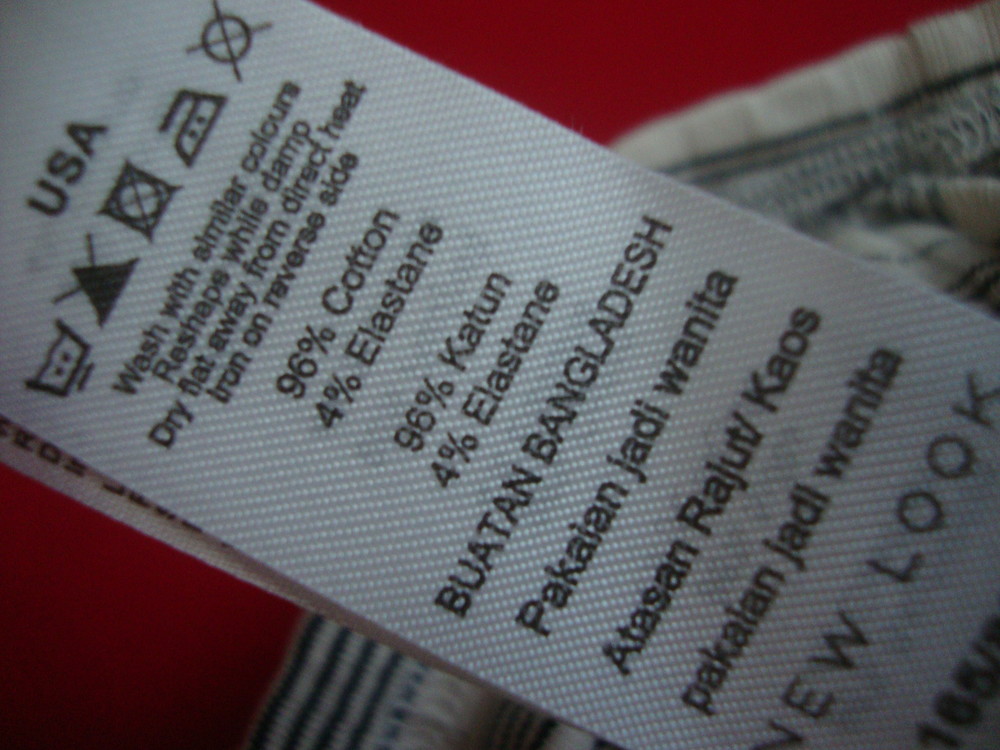 USA
Wash with similar colours
Reshape while damp
Dry flat away from direct heat
Iron on reverse side
96% Cotton
4% Elastane
96% Katun
4% Elastane
BUATAN BANGLADESH
Pakaian jadi wanita
Atasan Rajut/ Kaos
pakaian jadi wanita
NEW LOOK